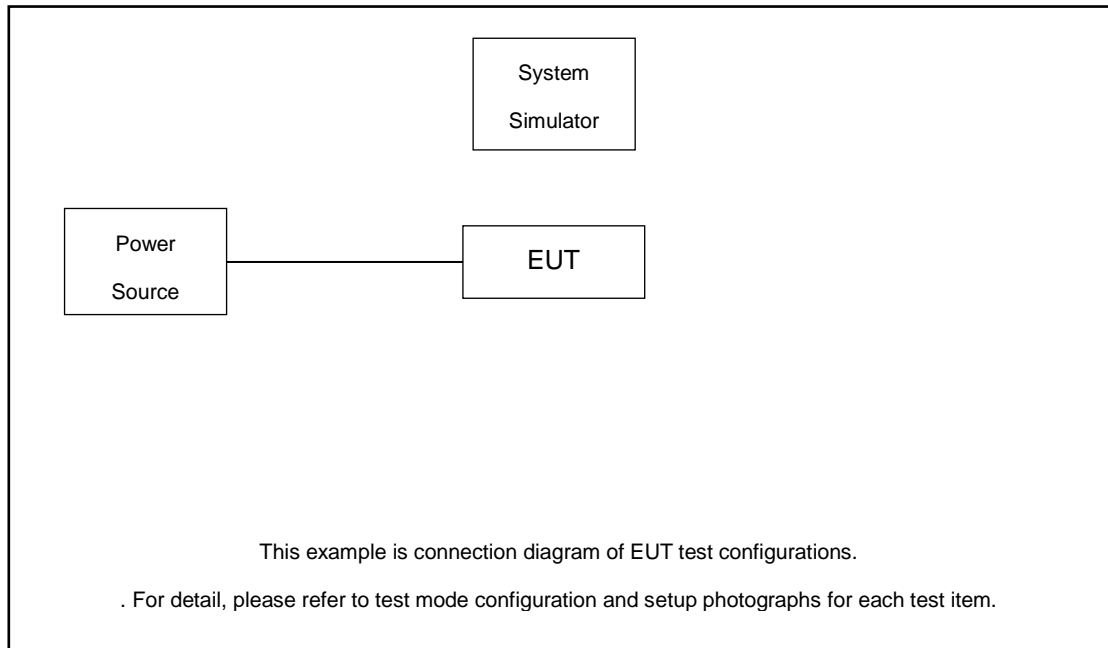 System
Simulator
Power
Source
EUT
This example is connection diagram of EUT test configurations.
. For detail, please refer to test mode configuration and setup photographs for each test item.